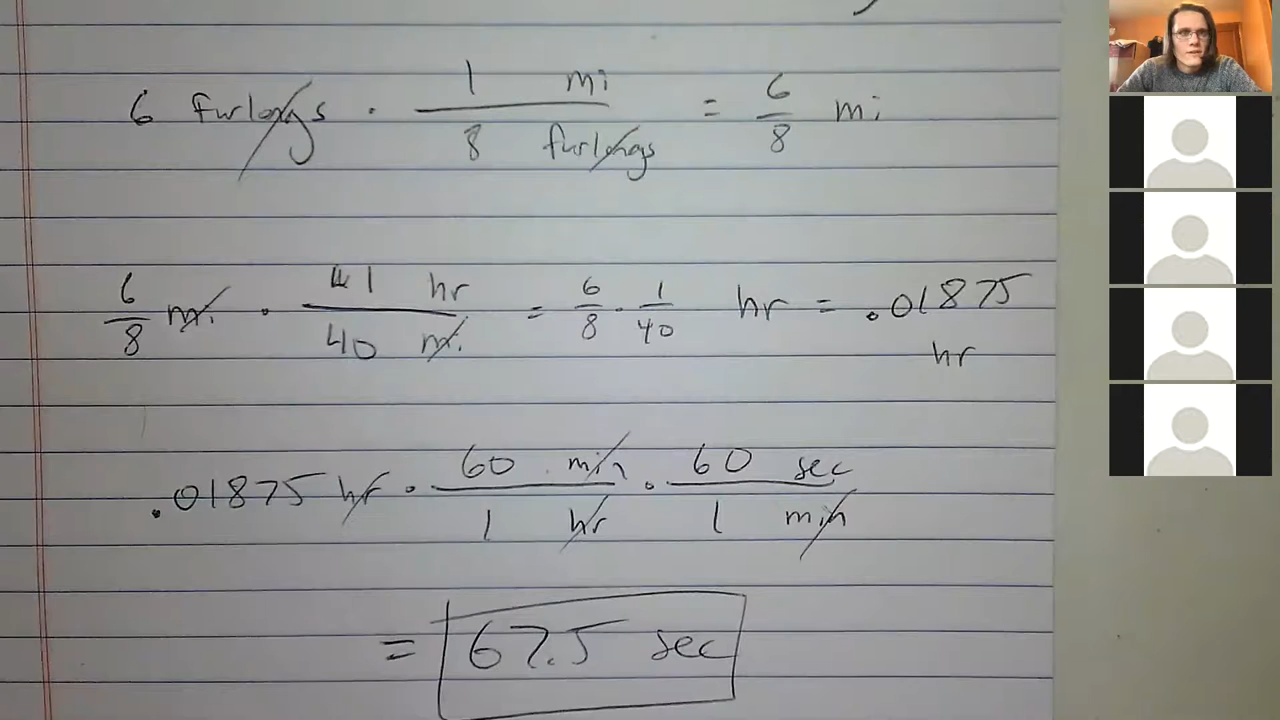 6 furlongs · 1 mi / 8 furlongs = 6/8 mi
6/8 mi · 1 hr / 40 mi = 6/8 · 1/40 hr = .01875 hr
.01875 hr · 60 min / 1 hr · 60 sec / 1 min
= 67.5 sec